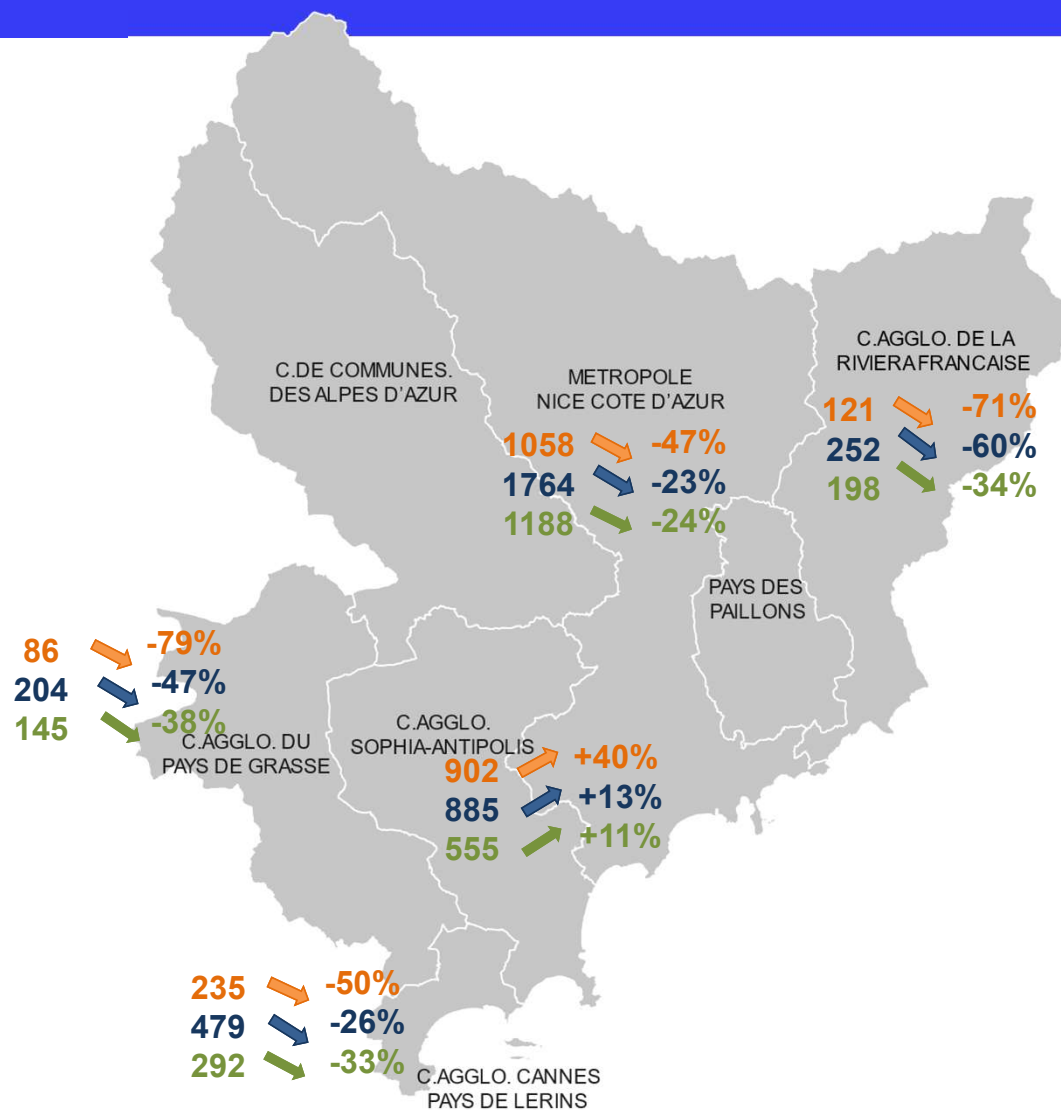 C.DE COMMUNES.
DES ALPES D'AZUR
METROPOLE
NICE COTE D'AZUR
1058 -47%
1764 -23%
1188 -24%
C.AGGLO. DE LA
RIVIERA FRANCAISE
121 -71%
252 -60%
198 -34%
PAYS DES
PAILLONS
86 -79%
204 -47%
145 -38%
C.AGGLO. DU
PAYS DE GRASSE
C.AGGLO.
SOPHIA-ANTIPOLIS
902 +40%
885 +13%
555 +11%
235 -50%
479 -26%
292 -33%
C.AGGLO. CANNES
PAYS DE LERINS